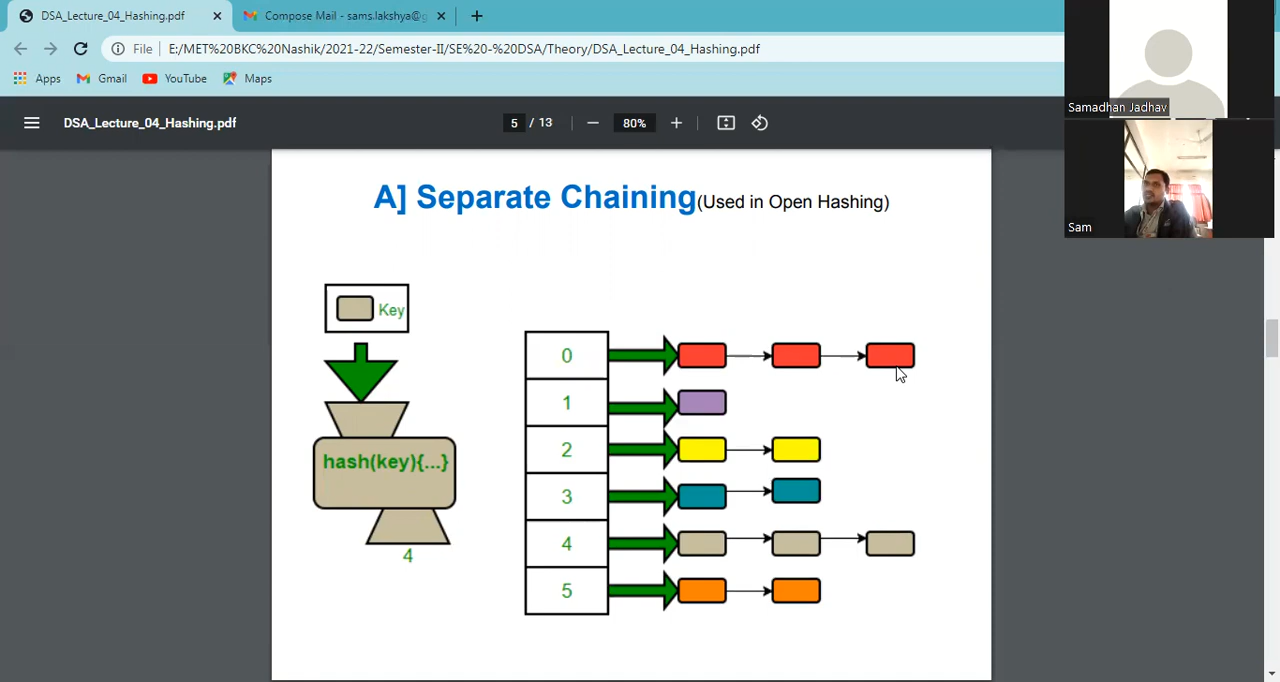 DSA_Lecture_04_Hashing.pdf
Compose Mail - sams.lakshya@g
File E:/MET%20BKC%20Nashik/2021-22/Semester-II/SE%20-%20DSA/Theory/DSA_Lecture_04_Hashing.pdf
Apps Gmail YouTube Maps
Samadhan Jadhav
DSA_Lecture_04_Hashing.pdf
5 / 13
80%
A] Separate Chaining(Used in Open Hashing)
Sam
Key
hash(key){...}
4
0
1
2
3
4
5